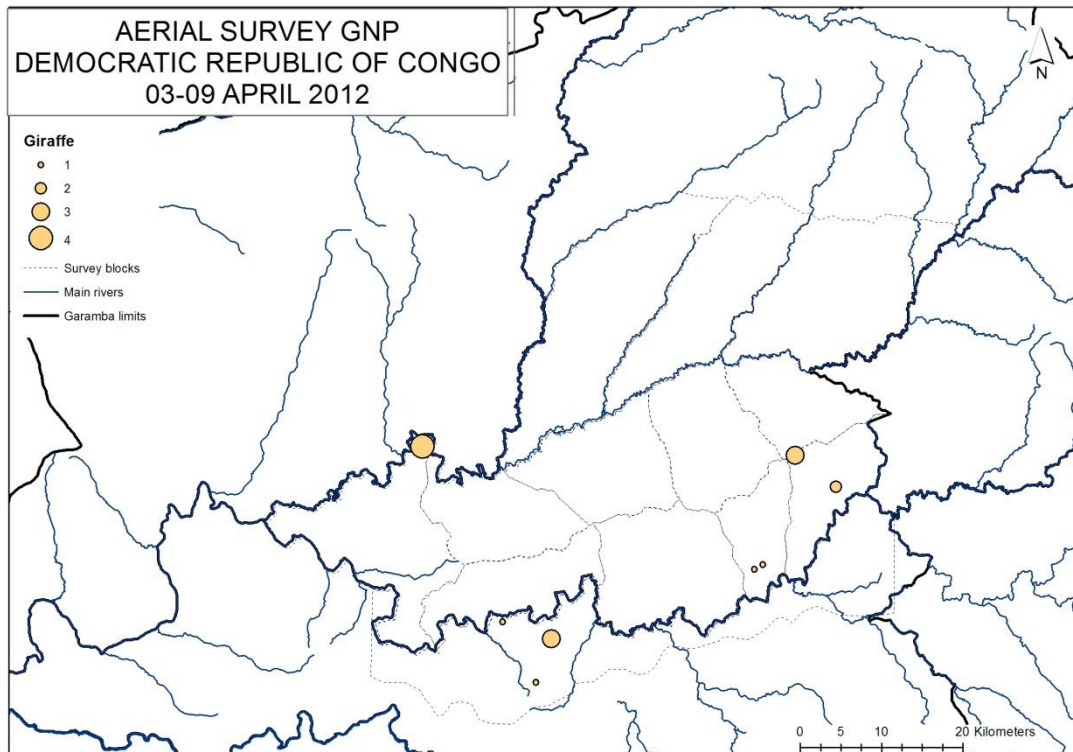 AERIAL SURVEY GNP
DEMOCRATIC REPUBLIC OF CONGO
03-09 APRIL 2012
N
Giraffe
1
2
3
4
Survey blocks
Main rivers
Garamba limits
0 5 10 20 Kilometers